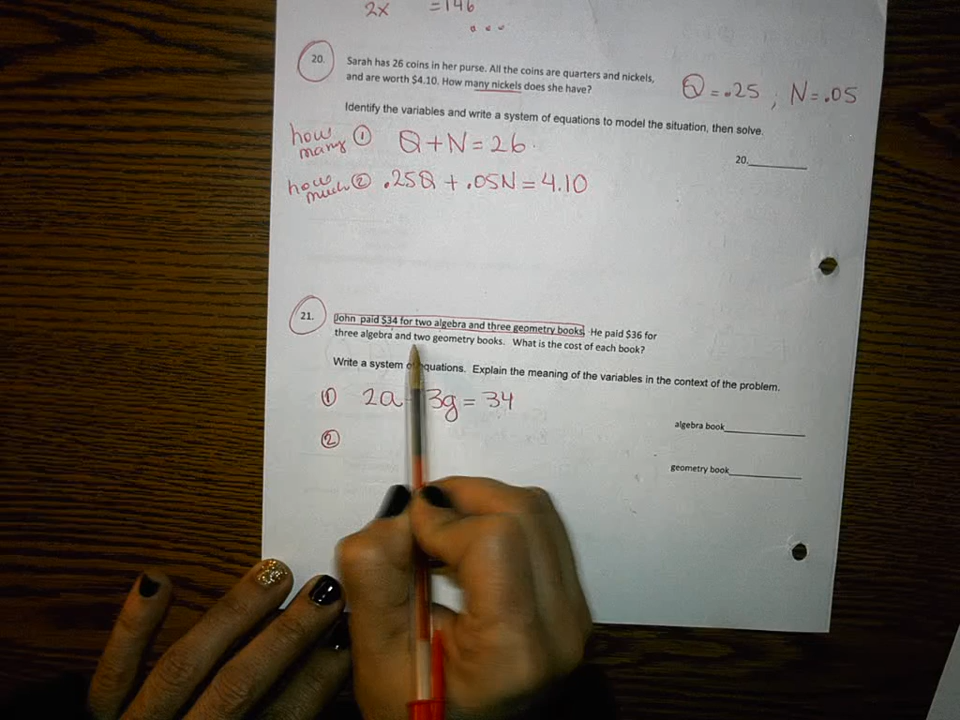 2x =146
20. Sarah has 26 coins in her purse. All the coins are quarters and nickels,
and are worth $4.10. How many nickels does she have?
Q = .25 ; N = .05
Identify the variables and write a system of equations to model the situation, then solve.
how many ① Q + N = 26.
20.________
how much ② .25Q + .05N = 4.10
21. John paid $34 for two algebra and three geometry books. He paid $36 for
three algebra and two geometry books. What is the cost of each book?
Write a system of equations. Explain the meaning of the variables in the context of the problem.
① 2a 3g = 34
algebra book______________
②
geometry book____________